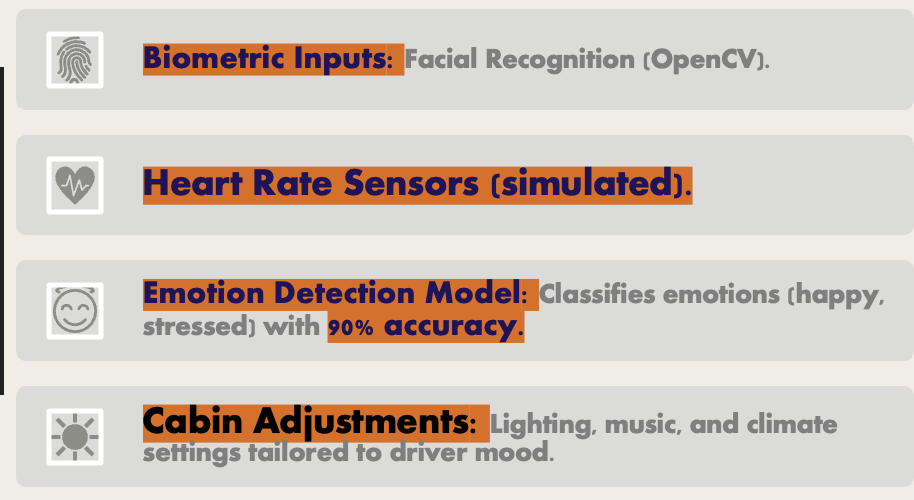 Biometric Inputs: Facial Recognition (OpenCV).
Heart Rate Sensors (simulated).
Emotion Detection Model: Classifies emotions (happy,
stressed) with 90% accuracy.
Cabin Adjustments: Lighting, music, and climate
settings tailored to driver mood.